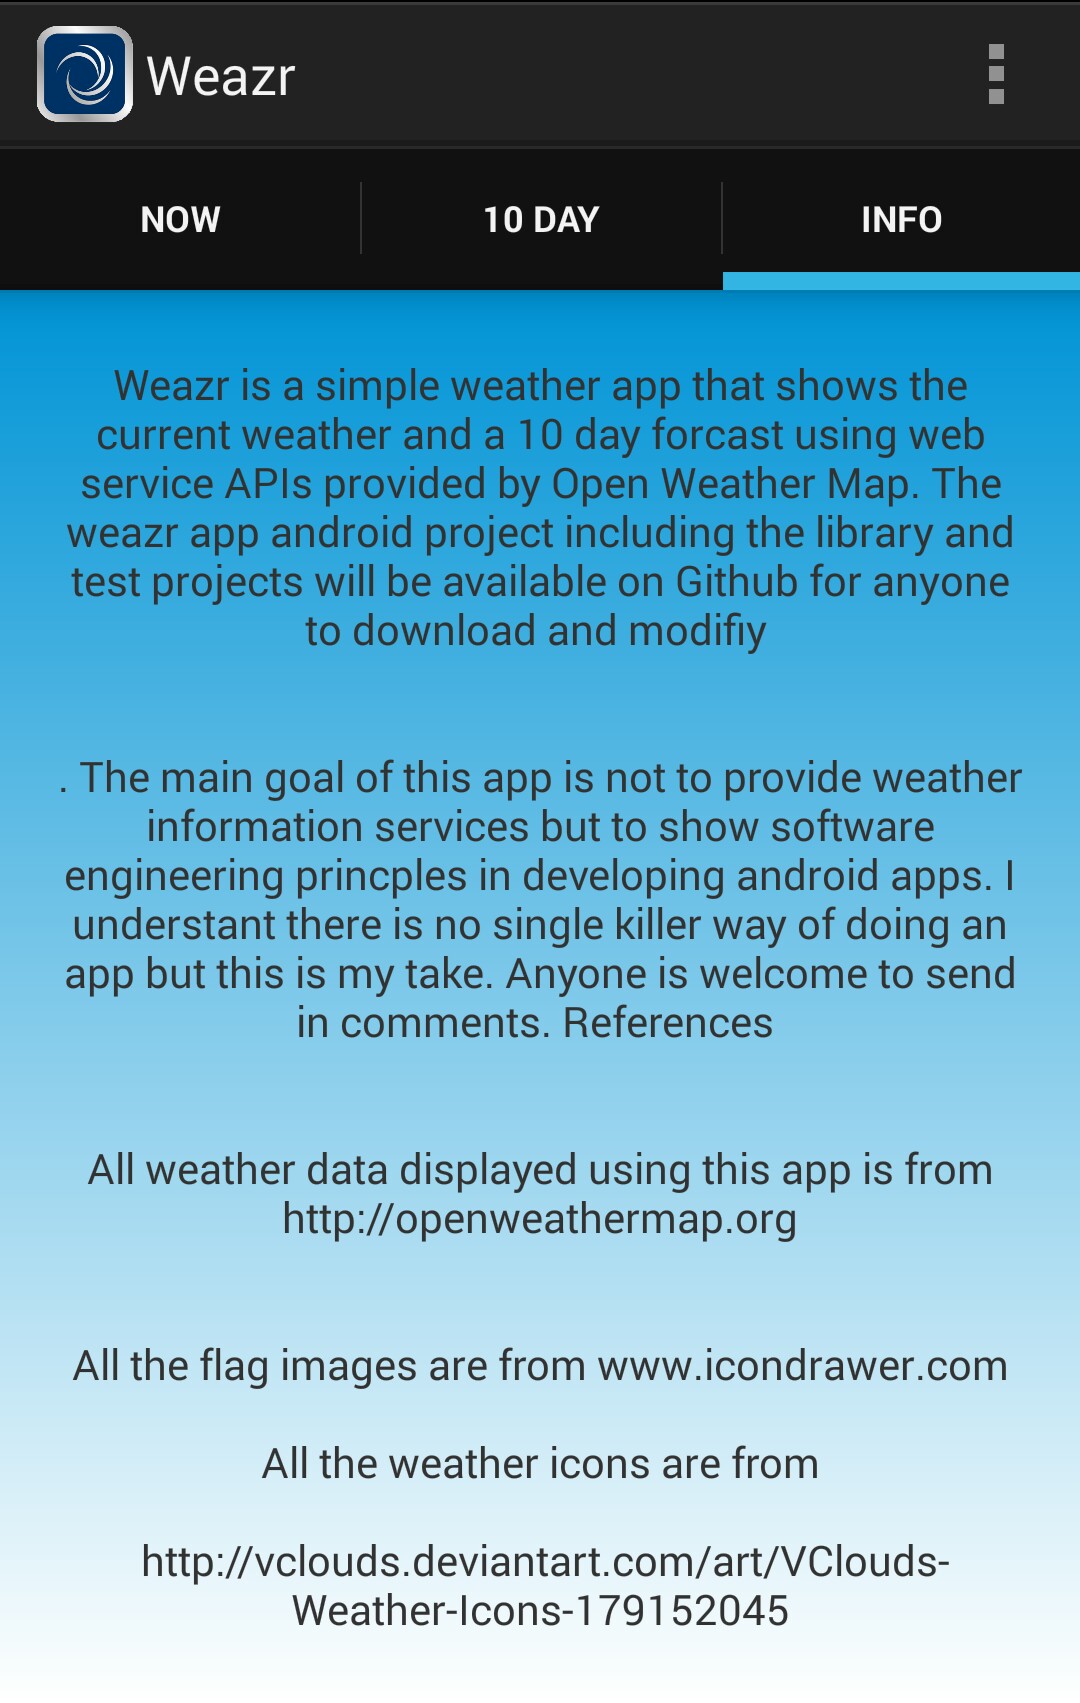 Weazr
NOW
10 DAY
INFO
Weazr is a simple weather app that shows the
current weather and a 10 day forcast using web
service APIs provided by Open Weather Map. The
weazr app android project including the library and
test projects will be available on Github for anyone
to download and modifiy
. The main goal of this app is not to provide weather
information services but to show software
engineering princples in developing android apps. I
understant there is no single killer way of doing an
app but this is my take. Anyone is welcome to send
in comments. References
All weather data displayed using this app is from
http://openweathermap.org
All the flag images are from www.icondrawer.com
All the weather icons are from
http://vclouds.deviantart.com/art/VClouds-
Weather-Icons-179152045